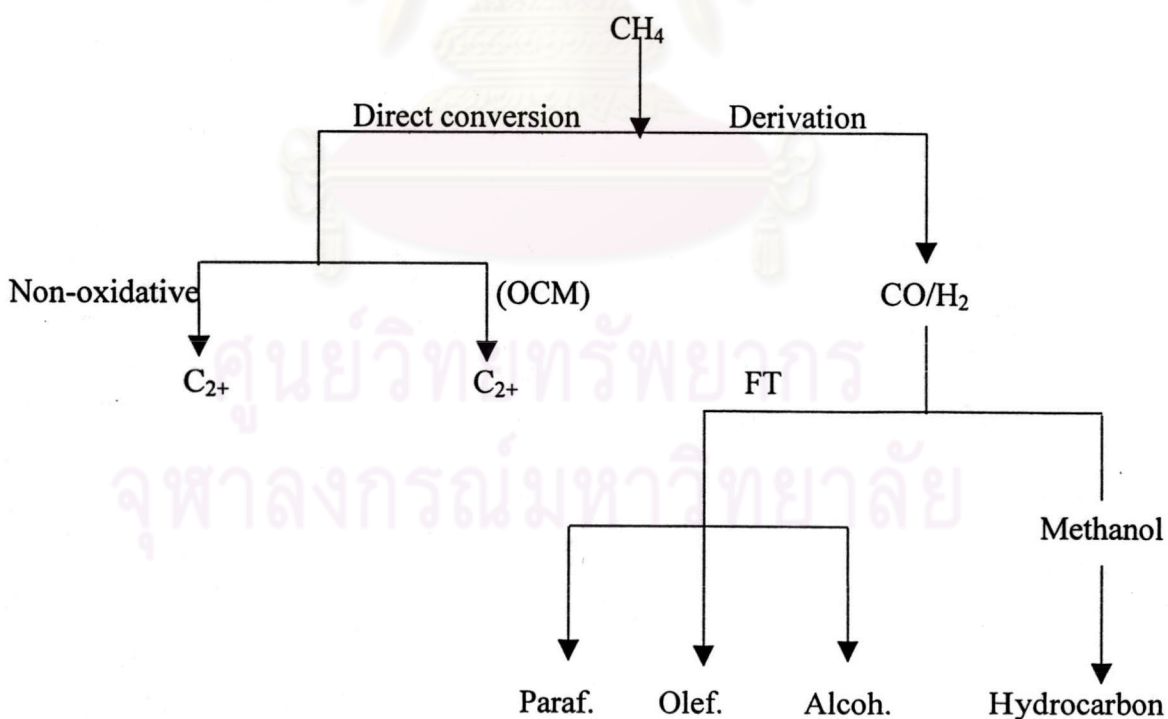 CH₄
Direct conversion
Derivation
Non-oxidative
(OCM)
CO/H₂
C₂₊
C₂₊
FT
Methanol
Paraf.
Olef.
Alcoh.
Hydrocarbon
ศูนย์วิทยทรัพยากร
จุฬาลงกรณ์มหาวิทยาลัย